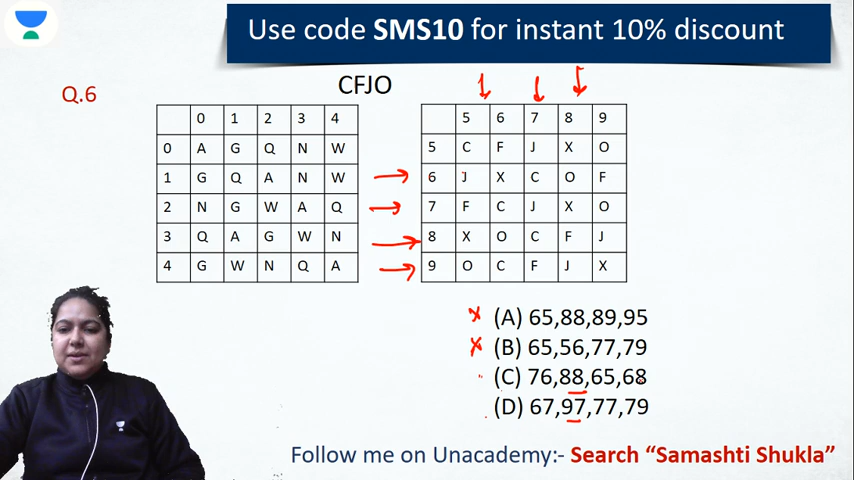 Use code SMS10 for instant 10% discount
Q.6
CFJO
0 1 2 3 4
0 A G Q N W
1 G Q A N W
2 N G W A Q
3 Q A G W N
4 G W N Q A
5 6 7 8 9
5 C F J X O
6 J X C O F
7 F C J X O
8 X O C F J
9 O C F J X
(A) 65,88,89,95
(B) 65,56,77,79
(C) 76,88,65,68
(D) 67,97,77,79
Follow me on Unacademy:- Search “Samashti Shukla”